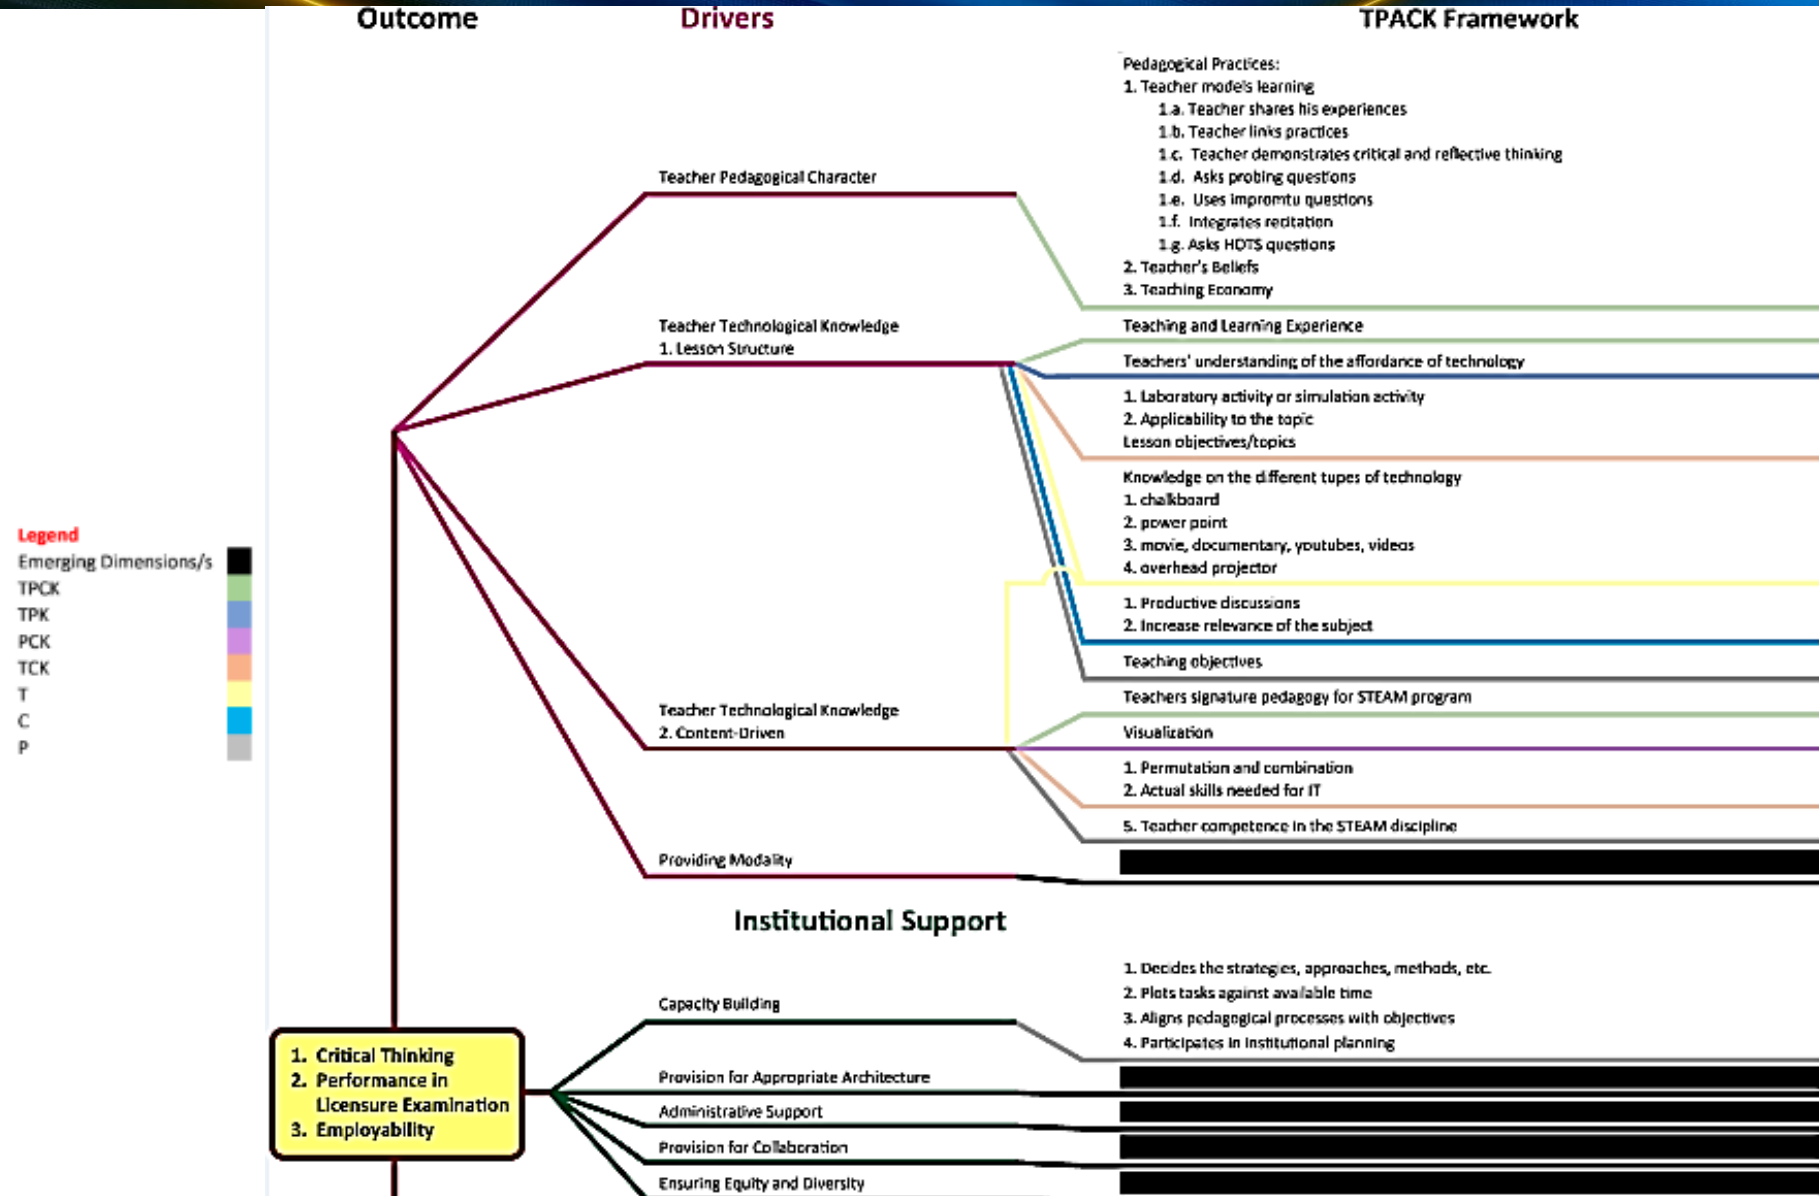 Outcome
Drivers
TPACK Framework
Pedagogical Practices:
1. Teacher models learning
1.a. Teacher shares his experiences
1.b. Teacher links practices
1.c. Teacher demonstrates critical and reflective thinking
1.d. Asks probing questions
1.e. Uses impromtu questions
1.f. Integrates recitation
1.g. Asks HOTS questions
2. Teacher's Beliefs
3. Teaching Economy
Teacher Pedagogical Character
Teacher Technological Knowledge
1. Lesson Structure
Teaching and Learning Experience
Teachers' understanding of the affordance of technology
1. Laboratory activity or simulation activity
2. Applicability to the topic
Lesson objectives/topics
Knowledge on the different tupes of technology
1. chalkboard
2. power point
3. movie, documentary, youtubes, videos
4. overhead projector
1. Productive discussions
2. Increase relevance of the subject
Teaching objectives
Legend
Emerging Dimensions/s
TPCK
TPK
PCK
TCK
T
C
P
Teacher Technological Knowledge
2. Content-Driven
Teachers signature pedagogy for STEAM program
Visualization
1. Permutation and combination
2. Actual skills needed for IT
5. Teacher competence in the STEAM discipline
Providing Modality
Institutional Support
Capacity Building
1. Decides the strategies, approaches, methods, etc.
2. Plots tasks against available time
3. Aligns pedagogical processes with objectives
4. Participates in institutional planning
1. Critical Thinking
2. Performance in
Licensure Examination
3. Employability
Provision for Appropriate Architecture
Administrative Support
Provision for Collaboration
Ensuring Equity and Diversity